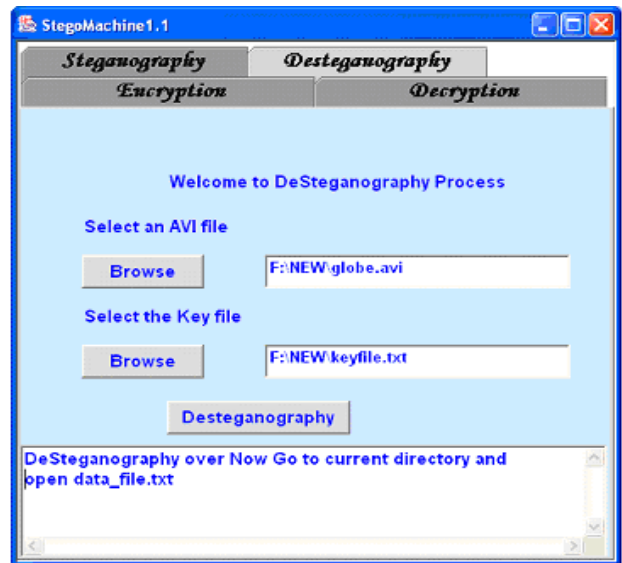 StegoMachine1.1
Steganography Desteganography
Encryption Decryption
Welcome to DeSteganography Process
Select an AVI file
Browse F:\NEW\globe.avi
Select the Key file
Browse F:\NEW\keyfile.txt
Desteganography
DeSteganography over Now Go to current directory and
open data_file.txt